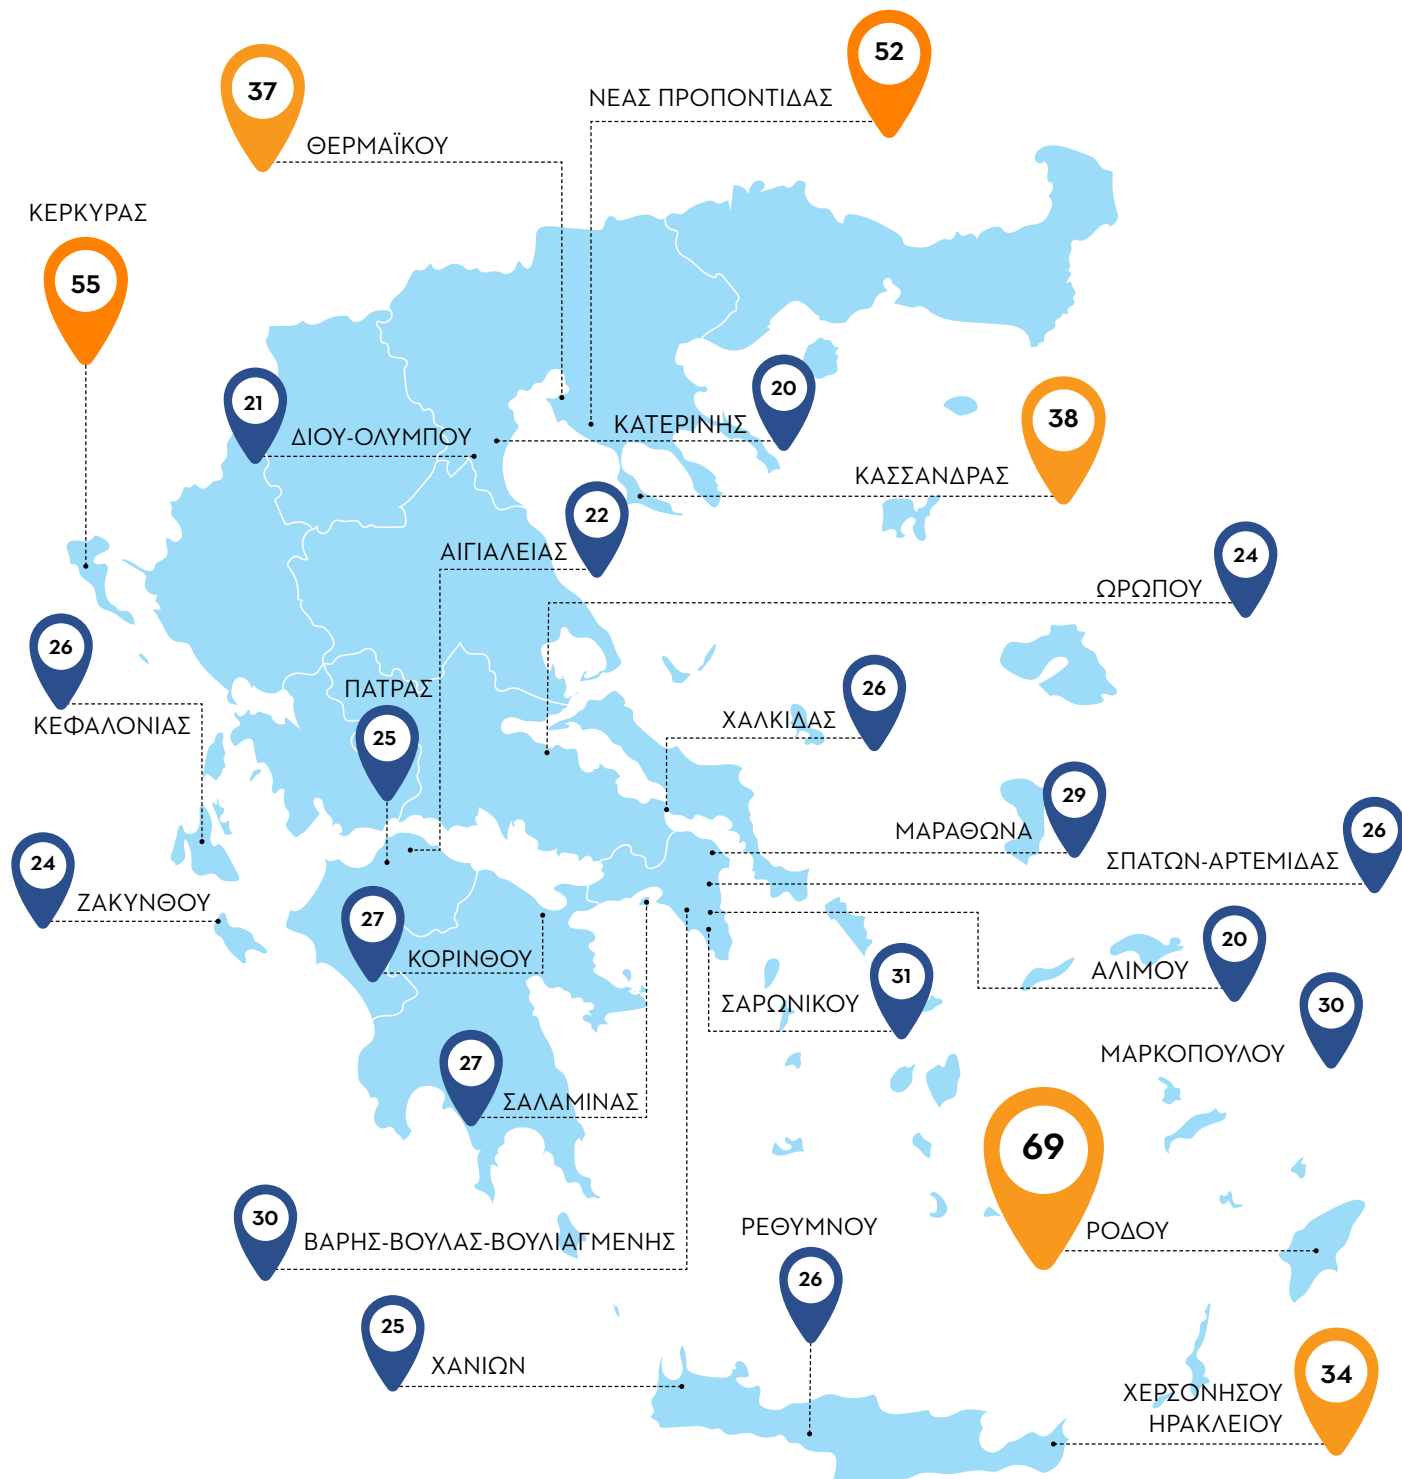 52
37
ΝΕΑΣ ΠΡΟΠΟΝΤΙΔΑΣ
ΘΕΡΜΑΪΚΟΥ
ΚΕΡΚΥΡΑΣ
55
21
20
ΔΙΟΥ-ΟΛΥΜΠΟΥ
ΚΑΤΕΡΙΝΗΣ
38
ΚΑΣΣΑΝΔΡΑΣ
22
ΑΙΓΙΑΛΕΙΑΣ
24
ΩΡΩΠΟΥ
26
ΚΕΦΑΛΟΝΙΑΣ
ΠΑΤΡΑΣ
25
26
ΧΑΛΚΙΔΑΣ
29
ΜΑΡΑΘΩΝΑ
26
ΣΠΑΤΩΝ-ΑΡΤΕΜΙΔΑΣ
24
ΖΑΚΥΝΘΟΥ
27
ΚΟΡΙΝΘΟΥ
20
ΑΛΙΜΟΥ
31
ΣΑΡΩΝΙΚΟΥ
30
ΜΑΡΚΟΠΟΥΛΟΥ
27
ΣΑΛΑΜΙΝΑΣ
69
ΡΟΔΟΥ
30
ΒΑΡΗΣ-ΒΟΥΛΑΣ-ΒΟΥΛΙΑΓΜΕΝΗΣ
ΡΕΘΥΜΝΟΥ
26
25
ΧΑΝΙΩΝ
34
ΧΕΡΣΟΝΗΣΟΥ
ΗΡΑΚΛΕΙΟΥ